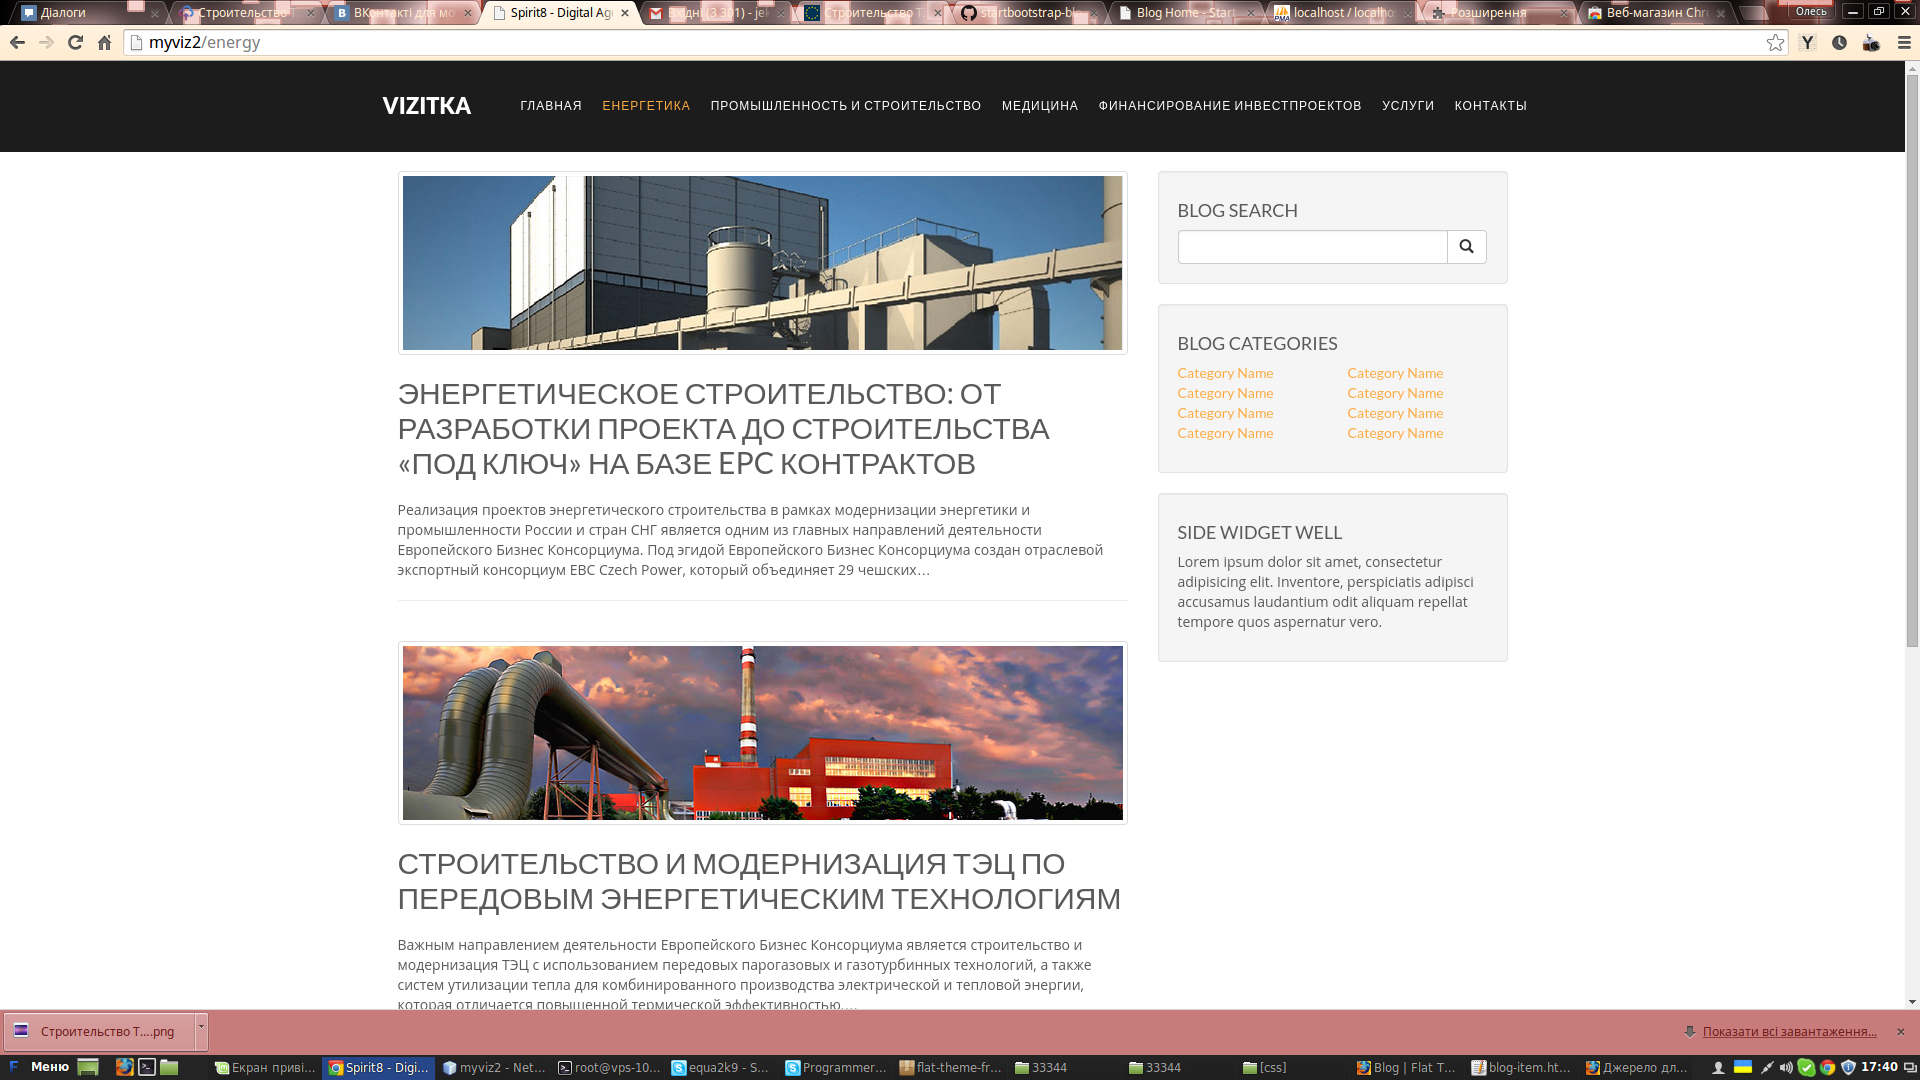 Діалоги
Строительство Т
ВКонтакті для мо
Spirit8 - Digital Age
Вхідні (3 301) - jek
Строительство Т
startbootstrap-blo
Blog Home - Start
localhost / localho
Розширення
Веб-магазин Chro
Олесь
myviz2/energy
VIZITKA
ГЛАВНАЯ
ЕНЕРГЕТИКА
ПРОМЫШЛЕННОСТЬ И СТРОИТЕЛЬСТВО
МЕДИЦИНА
ФИНАНСИРОВАНИЕ ИНВЕСТПРОЕКТОВ
УСЛУГИ
КОНТАКТЫ
ЭНЕРГЕТИЧЕСКОЕ СТРОИТЕЛЬСТВО: ОТ
РАЗРАБОТКИ ПРОЕКТА ДО СТРОИТЕЛЬСТВА
«ПОД КЛЮЧ» НА БАЗЕ EPC КОНТРАКТОВ
Реализация проектов энергетического строительства в рамках модернизации энергетики и
промышленности России и стран СНГ является одним из главных направлений деятельности
Европейского Бизнес Консорциума. Под эгидой Европейского Бизнес Консорциума создан отраслевой
экспортный консорциум EBC Czech Power, который объединяет 29 чешских…
СТРОИТЕЛЬСТВО И МОДЕРНИЗАЦИЯ ТЭЦ ПО
ПЕРЕДОВЫМ ЭНЕРГЕТИЧЕСКИМ ТЕХНОЛОГИЯМ
Важным направлением деятельности Европейского Бизнес Консорциума является строительство и
модернизация ТЭЦ с использованием передовых парогазовых и газотурбинных технологий, а также
систем утилизации тепла для комбинированного производства электрической и тепловой энергии,
которая отличается повышенной термической эффективностью.…
BLOG SEARCH
BLOG CATEGORIES
Category Name
Category Name
Category Name
Category Name
Category Name
Category Name
Category Name
Category Name
SIDE WIDGET WELL
Lorem ipsum dolor sit amet, consectetur
adipisicing elit. Inventore, perspiciatis adipisci
accusamus laudantium odit aliquam repellat
tempore quos aspernatur vero.
Строительство Т....png
Показати всі завантаження...
Меню
Екран приві...
Spirit8 - Digi...
myviz2 - Net...
root@vps-10...
equa2k9 - S...
Programmer...
flat-theme-fr...
33344
33344
[css]
Blog | Flat T...
blog-item.ht...
Джерело дл...
17:40